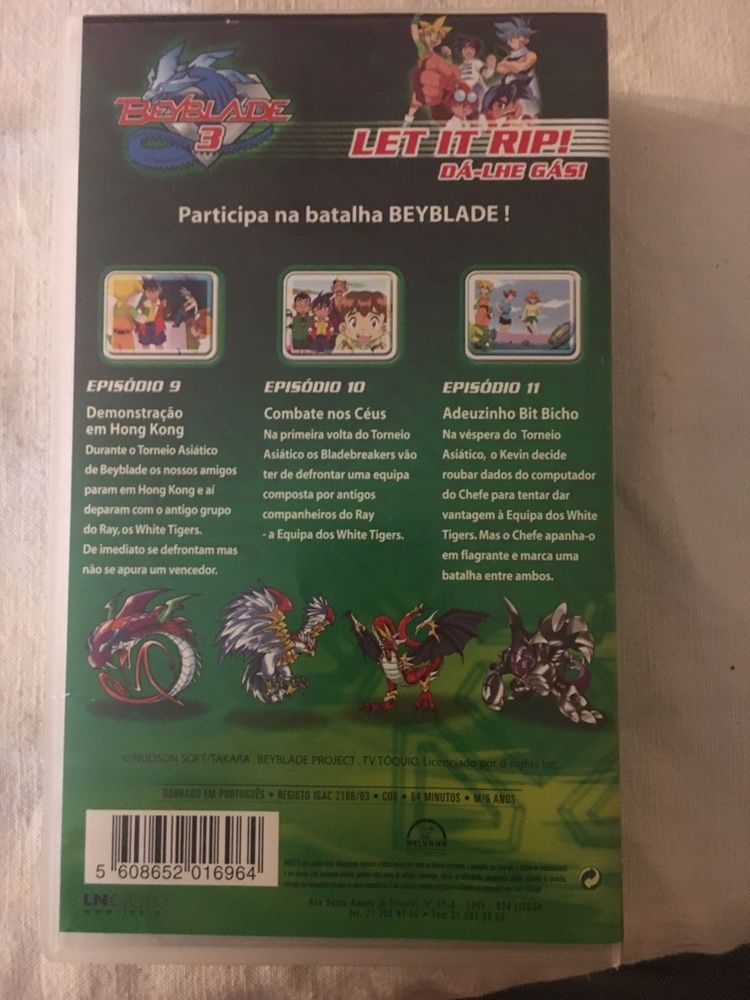 BEYBLADE
3
LET IT RIP!
DÁ-LHE GÁS!
Participa na batalha BEYBLADE !
EPISÓDIO 9
Demonstração
em Hong Kong
Durante o Torneio Asiático
de Beyblade os nossos amigos
param em Hong Kong e aí
deparam com o antigo grupo
do Ray, os White Tigers.
De imediato se defrontam mas
não se apura um vencedor.
EPISÓDIO 10
Combate nos Céus
Na primeira volta do Torneio
Asiático os Bladebreakers vão
ter de defrontar uma equipa
composta por antigos
companheiros do Ray
- a Equipa dos White Tigers.
EPISÓDIO 11
Adeuzinho Bit Bicho
Na véspera do Torneio
Asiático, o Kevin decide
roubar dados do computador
do Chefe para tentar dar
vantagem à Equipa dos White
Tigers. Mas o Chefe apanha-o
em flagrante e marca uma
batalha entre ambos.
© HUDSON SOFT/TAKARA . BEYBLADE PROJECT . TV TÓQUIO. Licenciado por d-rights Inc.
DOBRADO EM PORTUGUÊS • REGISTO IGAC 2166/03 • COR • 64 MINUTOS • M/6 ANOS
NELVANA
5 608652 016964
LNK VIDEO
www.lnk.pt